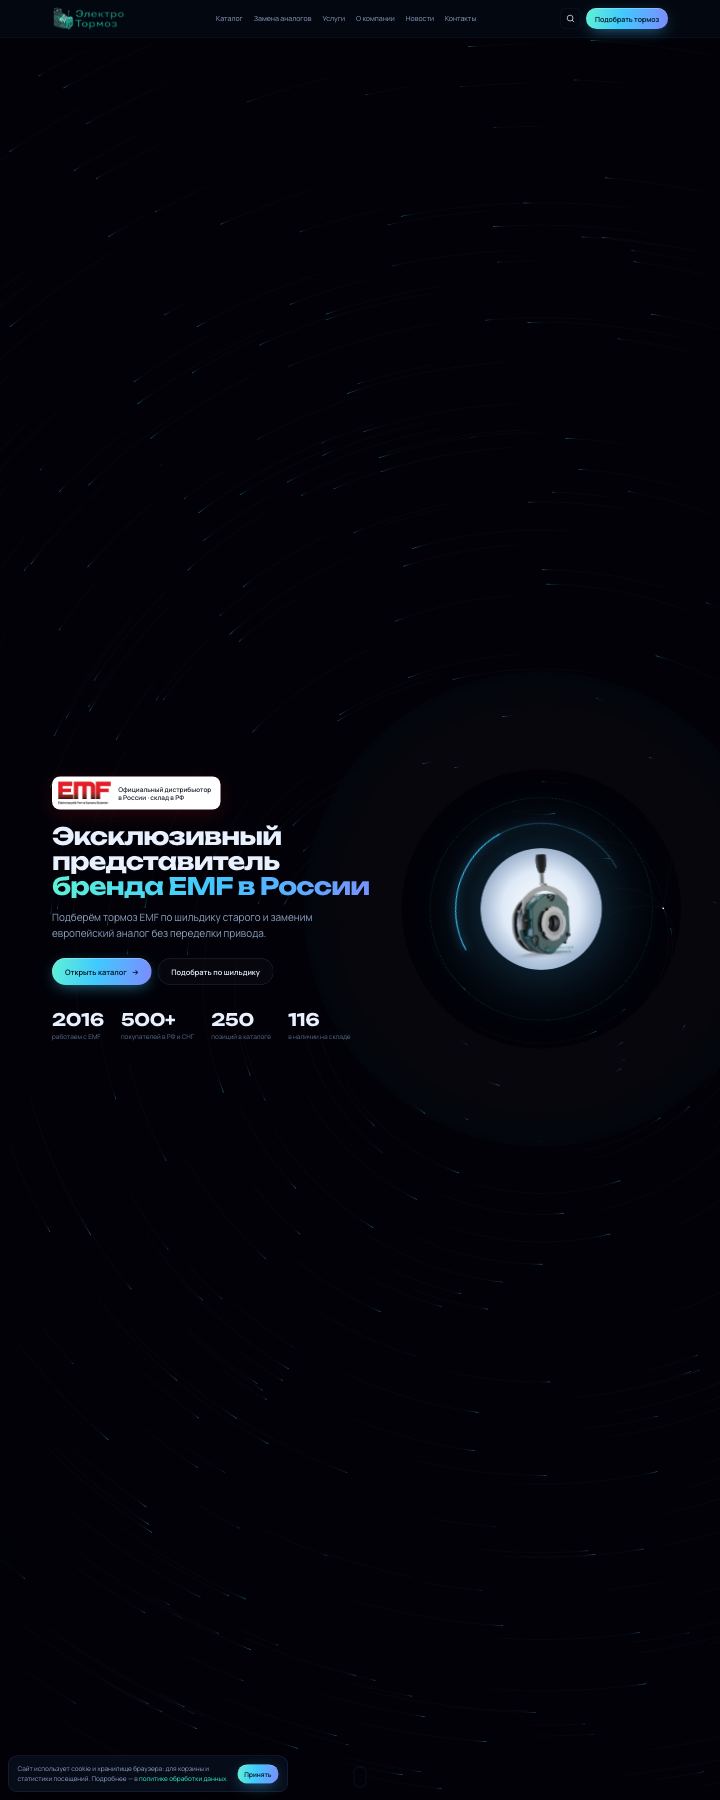 Электро
Тормоз
Каталог
Замена аналогов
Услуги
О компании
Новости
Контакты
Подобрать тормоз
EMF
Официальный дистрибьютор
в России · склад в РФ
Эксклюзивный
представитель
бренда EMF в России
Подберём тормоз EMF по шильдику старого и заменим
европейский аналог без переделки привода.
Открыть каталог →
Подобрать по шильдику
2016
работаем с EMF
500+
покупателей в РФ и СНГ
250
позиций в каталоге
116
в наличии на складе
Сайт использует cookie и хранилище браузера: для корзины и
статистики посещений. Подробнее — в политике обработки данных.
Принять